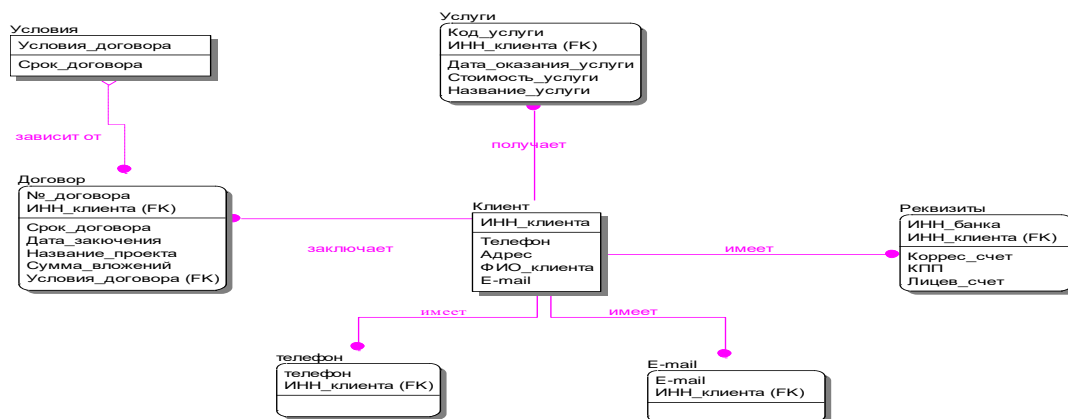 Условия
Условия_договора
Срок_договора
Услуги
Код_услуги
ИНН_клиента (FK)
Дата_оказания_услуги
Стоимость_услуги
Название_услуги
зависит от
получает
Договор
№_договора
ИНН_клиента (FK)
Срок_договора
Дата_заключения
Название_проекта
Сумма_вложений
Условия_договора (FK)
заключает
Клиент
ИНН_клиента
Телефон
Адрес
ФИО_клиента
E-mail
имеет
Реквизиты
ИНН_банка
ИНН_клиента (FK)
Коррес_счет
КПП
Лицев_счет
имеет
имеет
телефон
телефон
ИНН_клиента (FK)
E-mail
E-mail
ИНН_клиента (FK)